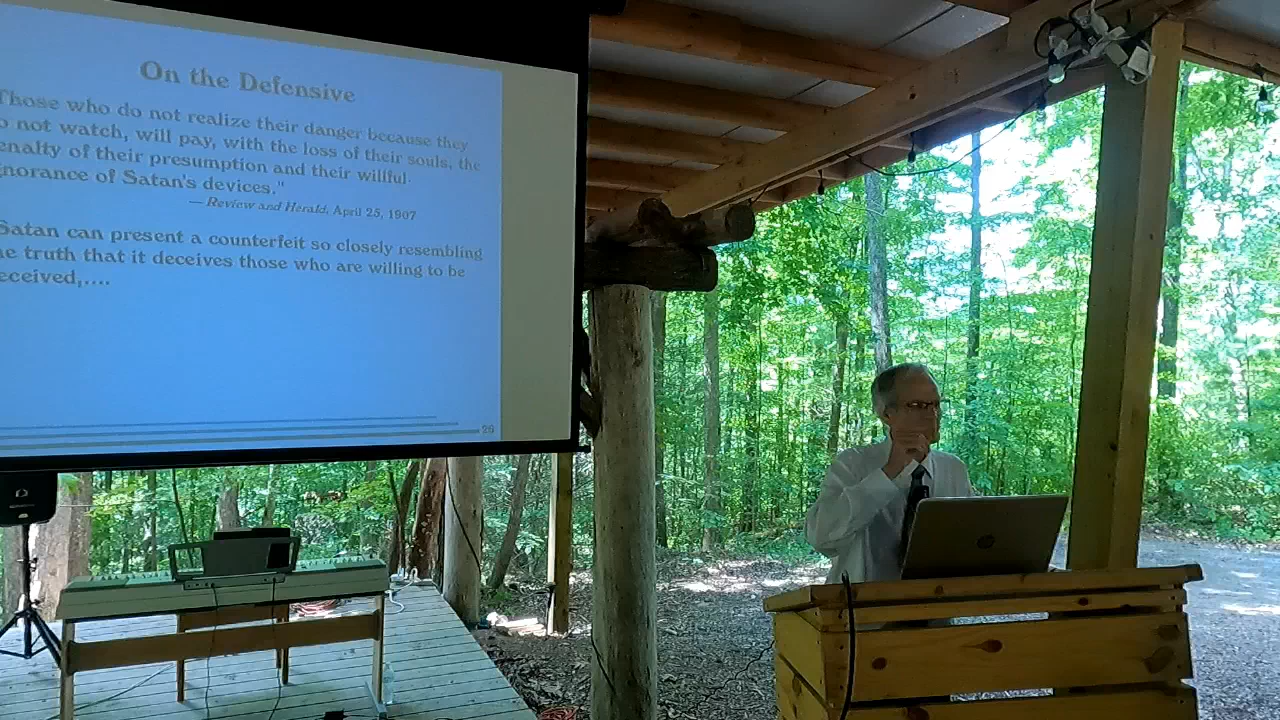 On the Defensive
Those who do not realize their danger because they
o not watch, will pay, with the loss of their souls, the
enalty of their presumption and their willful
gnorance of Satan's devices."
— Review and Herald, April 25, 1907
Satan can present a counterfeit so closely resembling
he truth that it deceives those who are willing to be
eceived,....
29
hp